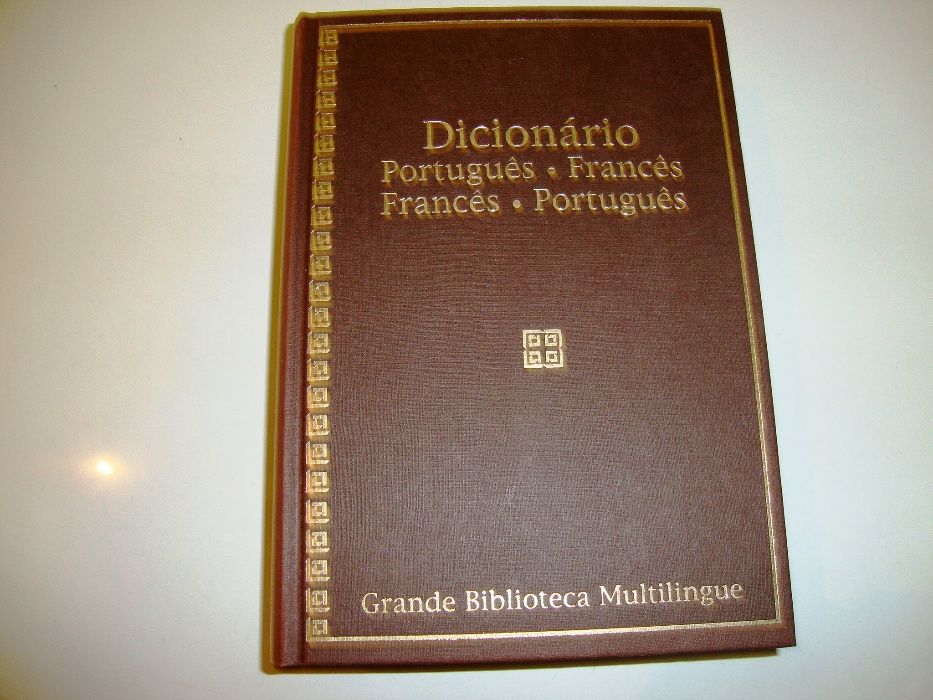 Dicionário
Português • Francês
Francês • Português
Grande Biblioteca Multilingue